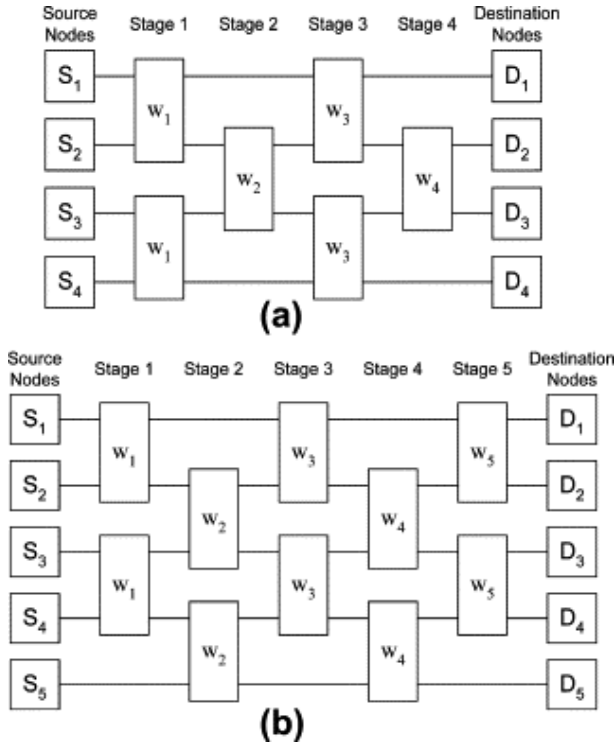 Source Nodes Stage 1 Stage 2 Stage 3 Stage 4 Destination Nodes
S1 D1
w1 w3
S2 D2
w2 w4
S3 D3
w1 w3
S4 D4
(a)
Source Nodes Stage 1 Stage 2 Stage 3 Stage 4 Stage 5 Destination Nodes
S1 D1
w1 w3 w5
S2 D2
w2 w4
S3 D3
w1 w3 w5
S4 D4
w2 w4
S5 D5
(b)